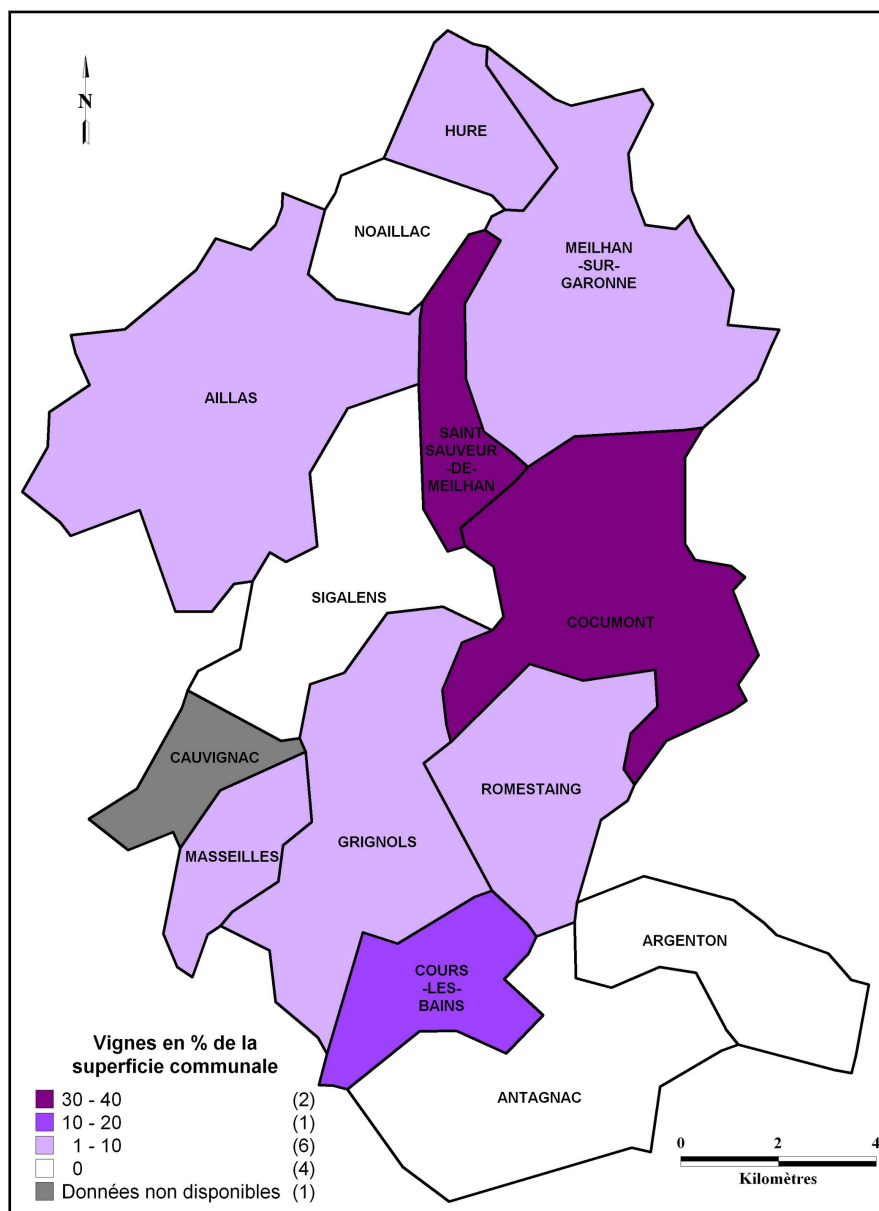 N
HURE
NOAILLAC
MEILHAN
-SUR-
GARONNE
AILLAS
SAINT
SAUVEUR
-DE-
MEILHAN
SIGALENS
COCUMONT
CAUVIGNAC
ROMESTAING
MASSEILLES
GRIGNOLS
ARGENTON
COURS
-LES-
BAINS
ANTAGNAC
Vignes en % de la
superficie communale
30 - 40 (2)
10 - 20 (1)
1 - 10 (6)
0 (4)
Données non disponibles (1)
0 2 4
Kilomètres